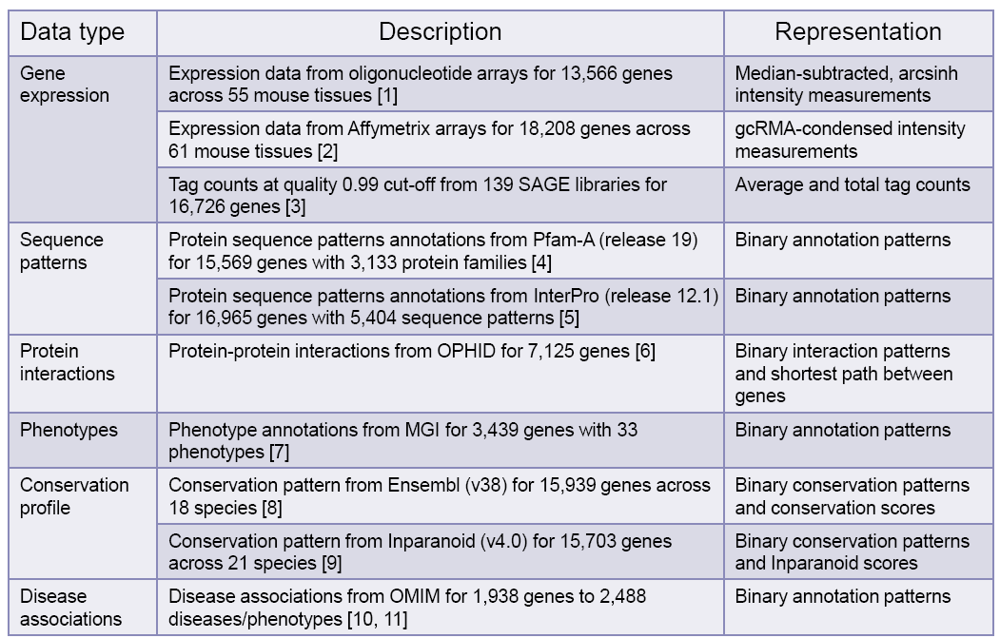 Data type Description Representation
Gene expression
Expression data from oligonucleotide arrays for 13,566 genes
across 55 mouse tissues [1]
Median-subtracted, arcsinh
intensity measurements
Expression data from Affymetrix arrays for 18,208 genes across
61 mouse tissues [2]
gcRMA-condensed intensity
measurements
Tag counts at quality 0.99 cut-off from 139 SAGE libraries for
16,726 genes [3]
Average and total tag counts
Sequence
patterns
Protein sequence patterns annotations from Pfam-A (release 19)
for 15,569 genes with 3,133 protein families [4]
Binary annotation patterns
Protein sequence patterns annotations from InterPro (release 12.1)
for 16,965 genes with 5,404 sequence patterns [5]
Binary annotation patterns
Protein
interactions
Protein-protein interactions from OPHID for 7,125 genes [6]
Binary interaction patterns
and shortest path between
genes
Phenotypes
Phenotype annotations from MGI for 3,439 genes with 33
phenotypes [7]
Binary annotation patterns
Conservation
profile
Conservation pattern from Ensembl (v38) for 15,939 genes across
18 species [8]
Binary conservation patterns
and conservation scores
Conservation pattern from Inparanoid (v4.0) for 15,703 genes
across 21 species [9]
Binary conservation patterns
and Inparanoid scores
Disease
associations
Disease associations from OMIM for 1,938 genes to 2,488
diseases/phenotypes [10, 11]
Binary annotation patterns